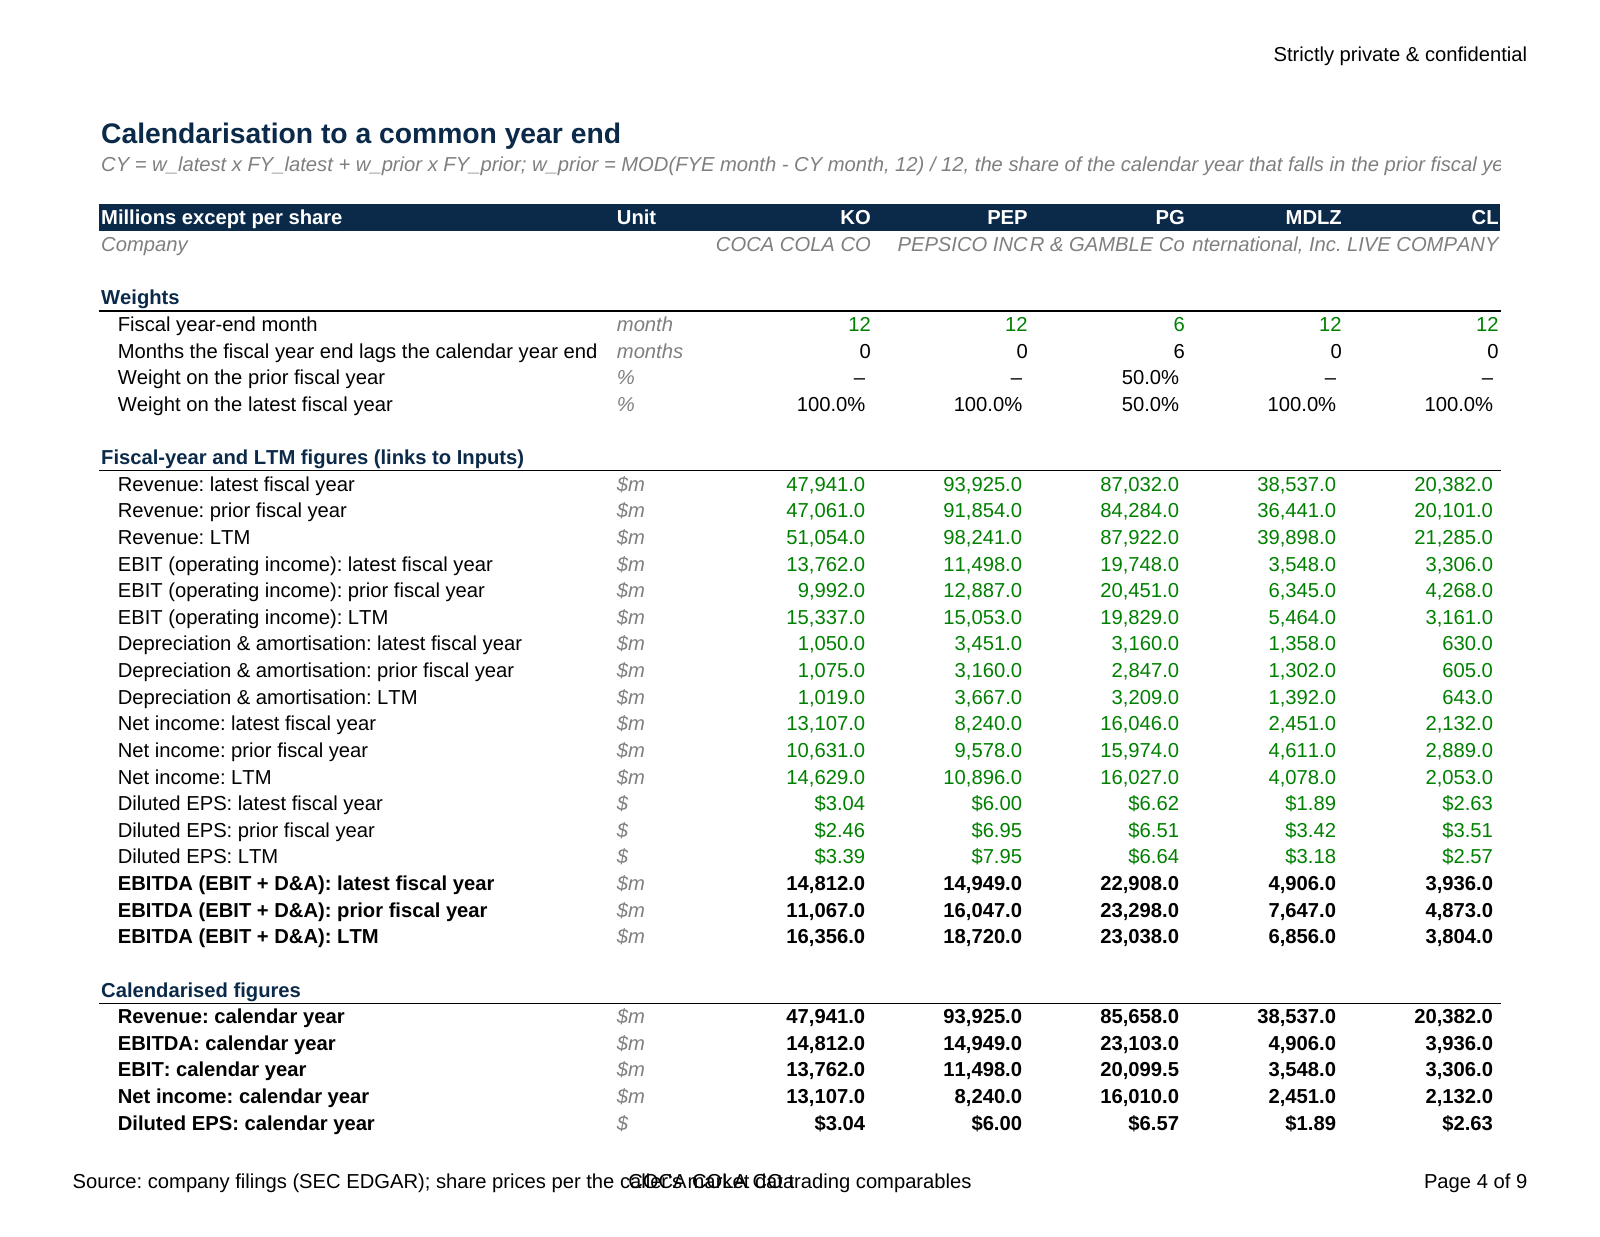 Strictly private & confidential
Calendarisation to a common year end
CY = w_latest x FY_latest + w_prior x FY_prior; w_prior = MOD(FYE month - CY month, 12) / 12, the share of the calendar year that falls in the prior fiscal ye
Millions except per share Unit KO PEP PG MDLZ CL
Company COCA COLA CO PEPSICO INC R & GAMBLE Co nternational, Inc. LIVE COMPANY
Weights
Fiscal year-end month month 12 12 6 12 12
Months the fiscal year end lags the calendar year end months 0 0 6 0 0
Weight on the prior fiscal year % – – 50.0% – –
Weight on the latest fiscal year % 100.0% 100.0% 50.0% 100.0% 100.0%
Fiscal-year and LTM figures (links to Inputs)
Revenue: latest fiscal year $m 47,941.0 93,925.0 87,032.0 38,537.0 20,382.0
Revenue: prior fiscal year $m 47,061.0 91,854.0 84,284.0 36,441.0 20,101.0
Revenue: LTM $m 51,054.0 98,241.0 87,922.0 39,898.0 21,285.0
EBIT (operating income): latest fiscal year $m 13,762.0 11,498.0 19,748.0 3,548.0 3,306.0
EBIT (operating income): prior fiscal year $m 9,992.0 12,887.0 20,451.0 6,345.0 4,268.0
EBIT (operating income): LTM $m 15,337.0 15,053.0 19,829.0 5,464.0 3,161.0
Depreciation & amortisation: latest fiscal year $m 1,050.0 3,451.0 3,160.0 1,358.0 630.0
Depreciation & amortisation: prior fiscal year $m 1,075.0 3,160.0 2,847.0 1,302.0 605.0
Depreciation & amortisation: LTM $m 1,019.0 3,667.0 3,209.0 1,392.0 643.0
Net income: latest fiscal year $m 13,107.0 8,240.0 16,046.0 2,451.0 2,132.0
Net income: prior fiscal year $m 10,631.0 9,578.0 15,974.0 4,611.0 2,889.0
Net income: LTM $m 14,629.0 10,896.0 16,027.0 4,078.0 2,053.0
Diluted EPS: latest fiscal year $ $3.04 $6.00 $6.62 $1.89 $2.63
Diluted EPS: prior fiscal year $ $2.46 $6.95 $6.51 $3.42 $3.51
Diluted EPS: LTM $ $3.39 $7.95 $6.64 $3.18 $2.57
EBITDA (EBIT + D&A): latest fiscal year $m 14,812.0 14,949.0 22,908.0 4,906.0 3,936.0
EBITDA (EBIT + D&A): prior fiscal year $m 11,067.0 16,047.0 23,298.0 7,647.0 4,873.0
EBITDA (EBIT + D&A): LTM $m 16,356.0 18,720.0 23,038.0 6,856.0 3,804.0
Calendarised figures
Revenue: calendar year $m 47,941.0 93,925.0 85,658.0 38,537.0 20,382.0
EBITDA: calendar year $m 14,812.0 14,949.0 23,103.0 4,906.0 3,936.0
EBIT: calendar year $m 13,762.0 11,498.0 20,099.5 3,548.0 3,306.0
Net income: calendar year $m 13,107.0 8,240.0 16,010.0 2,451.0 2,132.0
Diluted EPS: calendar year $ $3.04 $6.00 $6.57 $1.89 $2.63
Source: company filings (SEC EDGAR); share prices per the caller's market data COCA COLA CO trading comparables Page 4 of 9